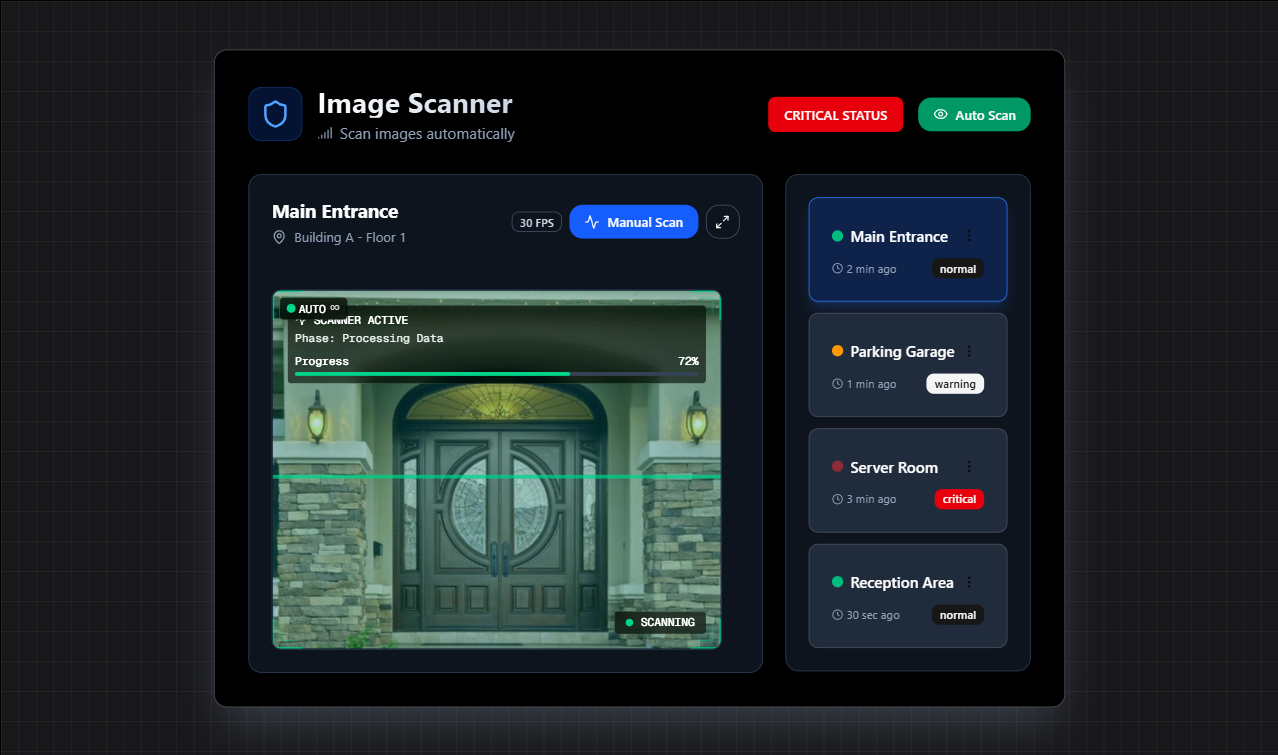 Image Scanner
Scan images automatically
CRITICAL STATUS
Auto Scan
Main Entrance
Building A - Floor 1
30 FPS
Manual Scan
AUTO ∞
SCANNER ACTIVE
Phase: Processing Data
Progress 72%
SCANNING
Main Entrance
2 min ago normal
Parking Garage
1 min ago warning
Server Room
3 min ago critical
Reception Area
30 sec ago normal